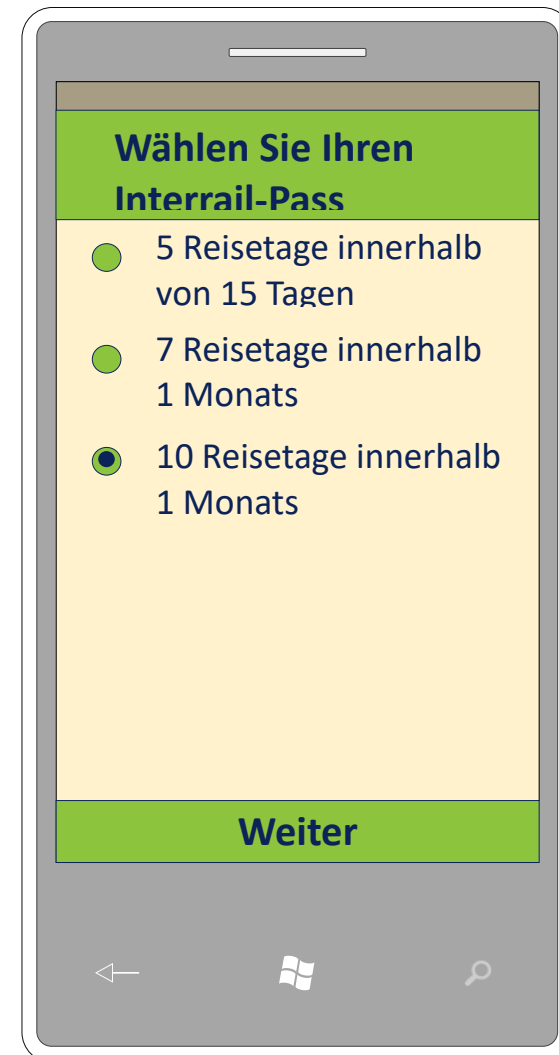 Wählen Sie Ihren
Interrail-Pass
5 Reisetage innerhalb
von 15 Tagen
7 Reisetage innerhalb
1 Monats
10 Reisetage innerhalb
1 Monats
Weiter